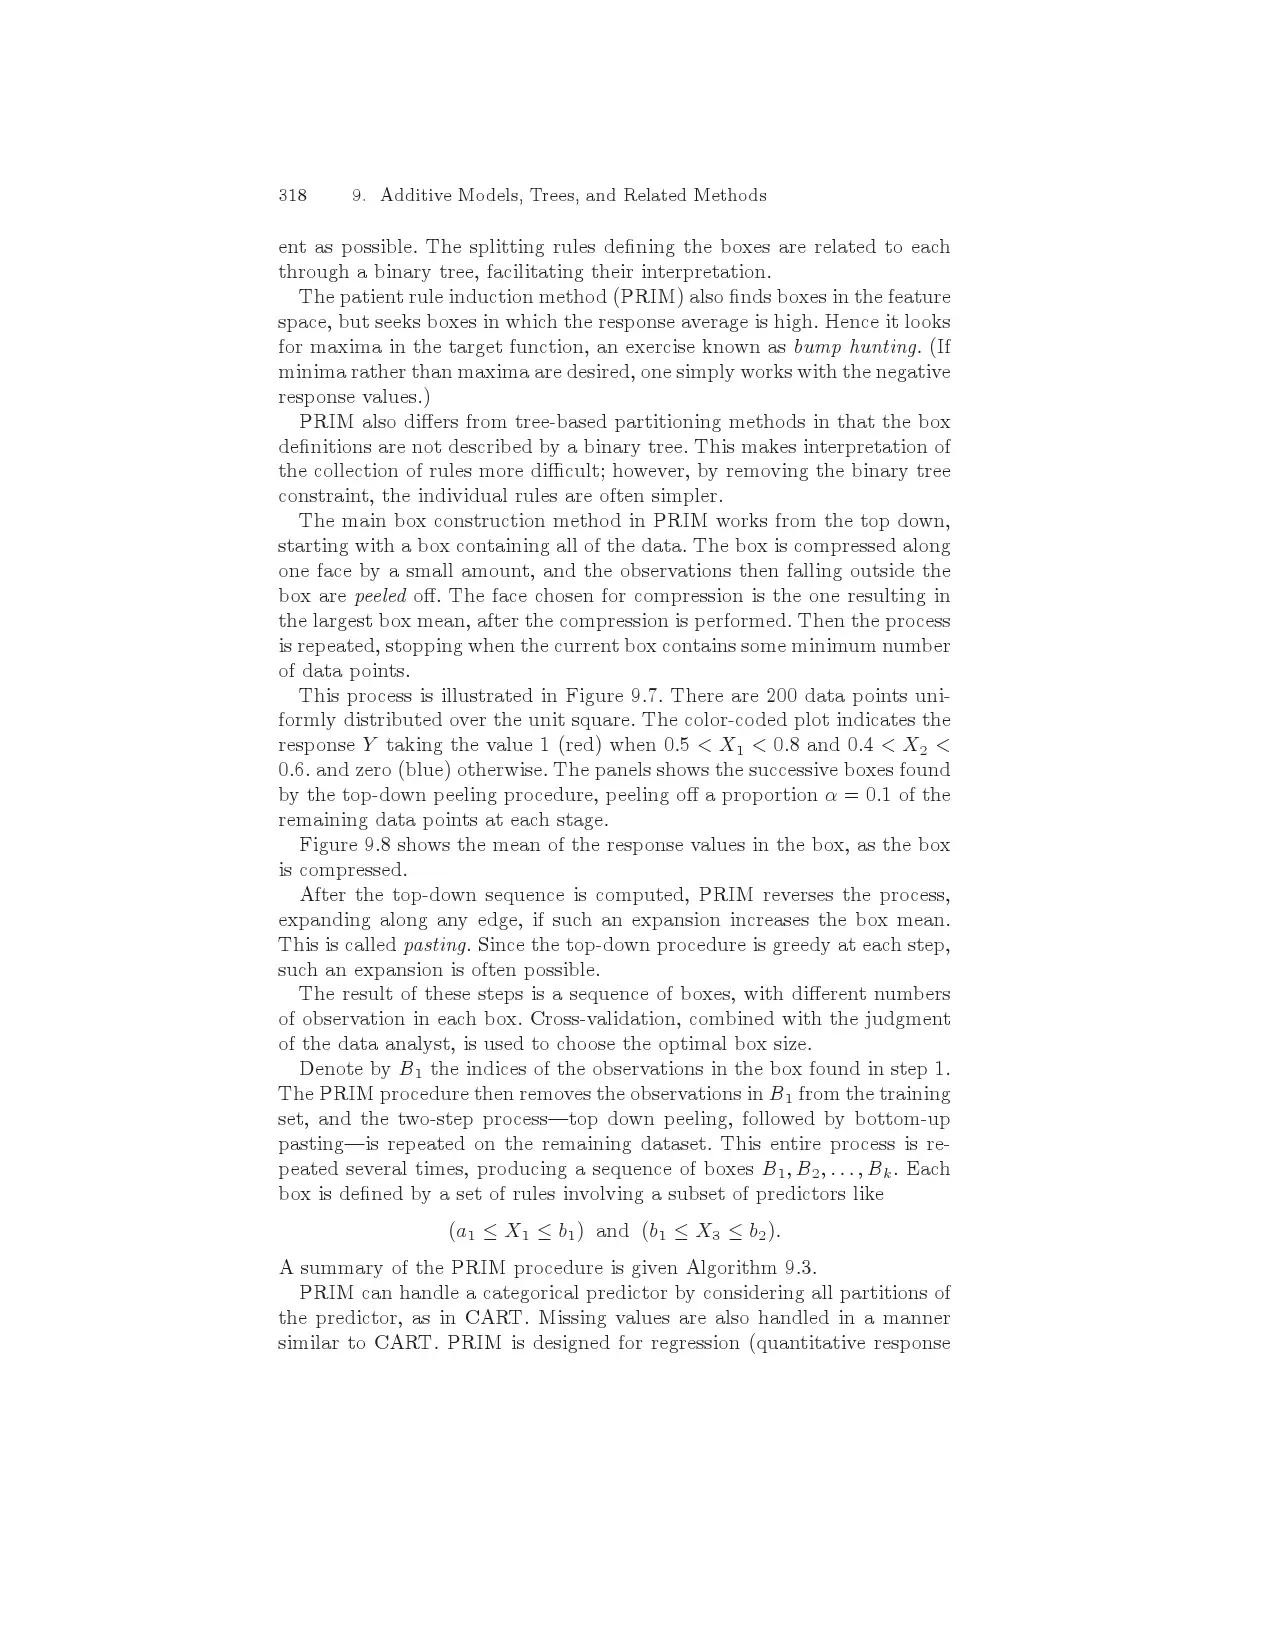 318 9. Additive Models, Trees, and Related Methods
ent as possible. The splitting rules defining the boxes are related to each
through a binary tree, facilitating their interpretation.
The patient rule induction method (PRIM) also finds boxes in the feature
space, but seeks boxes in which the response average is high. Hence it looks
for maxima in the target function, an exercise known as bump hunting. (If
minima rather than maxima are desired, one simply works with the negative
response values.)
PRIM also differs from tree-based partitioning methods in that the box
definitions are not described by a binary tree. This makes interpretation of
the collection of rules more difficult; however, by removing the binary tree
constraint, the individual rules are often simpler.
The main box construction method in PRIM works from the top down,
starting with a box containing all of the data. The box is compressed along
one face by a small amount, and the observations then falling outside the
box are peeled off. The face chosen for compression is the one resulting in
the largest box mean, after the compression is performed. Then the process
is repeated, stopping when the current box contains some minimum number
of data points.
This process is illustrated in Figure 9.7. There are 200 data points uni-
formly distributed over the unit square. The color-coded plot indicates the
response Y taking the value 1 (red) when 0.5 < X₁ < 0.8 and 0.4 < X₂ <
0.6. and zero (blue) otherwise. The panels shows the successive boxes found
by the top-down peeling procedure, peeling off a proportion α = 0.1 of the
remaining data points at each stage.
Figure 9.8 shows the mean of the response values in the box, as the box
is compressed.
After the top-down sequence is computed, PRIM reverses the process,
expanding along any edge, if such an expansion increases the box mean.
This is called pasting. Since the top-down procedure is greedy at each step,
such an expansion is often possible.
The result of these steps is a sequence of boxes, with different numbers
of observation in each box. Cross-validation, combined with the judgment
of the data analyst, is used to choose the optimal box size.
Denote by B₁ the indices of the observations in the box found in step 1.
The PRIM procedure then removes the observations in B₁ from the training
set, and the two-step process—top down peeling, followed by bottom-up
pasting—is repeated on the remaining dataset. This entire process is re-
peated several times, producing a sequence of boxes B₁, B₂, . . . , Bₖ. Each
box is defined by a set of rules involving a subset of predictors like
(a₁ ≤ X₁ ≤ b₁) and (b₁ ≤ X₃ ≤ b₂).
A summary of the PRIM procedure is given Algorithm 9.3.
PRIM can handle a categorical predictor by considering all partitions of
the predictor, as in CART. Missing values are also handled in a manner
similar to CART. PRIM is designed for regression (quantitative response